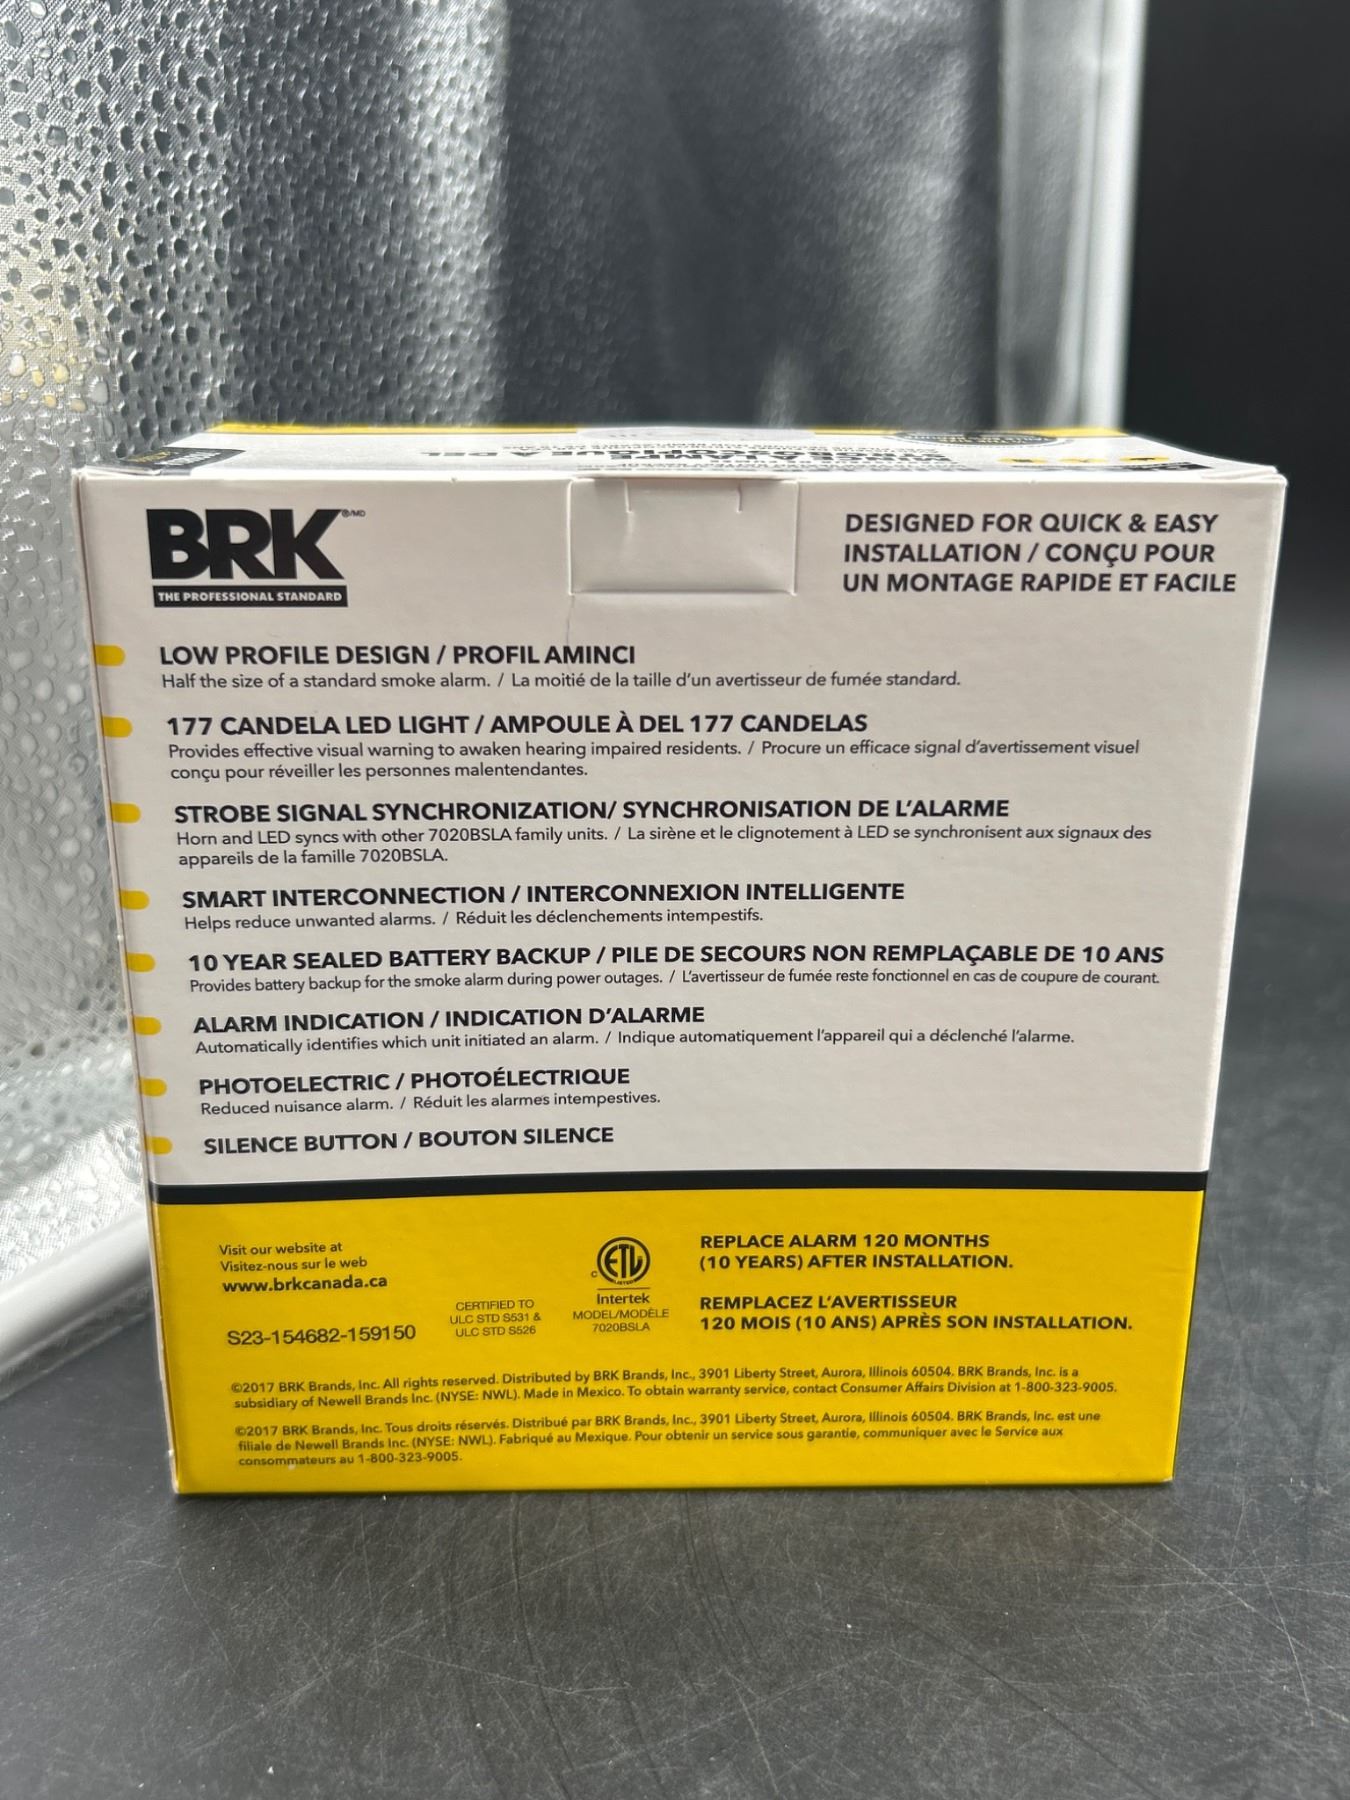 BRK ®/MD
THE PROFESSIONAL STANDARD
DESIGNED FOR QUICK & EASY
INSTALLATION / CONÇU POUR
UN MONTAGE RAPIDE ET FACILE
LOW PROFILE DESIGN / PROFIL AMINCI
Half the size of a standard smoke alarm. / La moitié de la taille d'un avertisseur de fumée standard.
177 CANDELA LED LIGHT / AMPOULE À DEL 177 CANDELAS
Provides effective visual warning to awaken hearing impaired residents. / Procure un efficace signal d'avertissement visuel
conçu pour réveiller les personnes malentendantes.
STROBE SIGNAL SYNCHRONIZATION/ SYNCHRONISATION DE L'ALARME
Horn and LED syncs with other 7020BSLA family units. / La sirène et le clignotement à LED se synchronisent aux signaux des
appareils de la famille 7020BSLA.
SMART INTERCONNECTION / INTERCONNEXION INTELLIGENTE
Helps reduce unwanted alarms. / Réduit les déclenchements intempestifs.
10 YEAR SEALED BATTERY BACKUP / PILE DE SECOURS NON REMPLAÇABLE DE 10 ANS
Provides battery backup for the smoke alarm during power outages. / L'avertisseur de fumée reste fonctionnel en cas de coupure de courant.
ALARM INDICATION / INDICATION D'ALARME
Automatically identifies which unit initiated an alarm. / Indique automatiquement l'appareil qui a déclenché l'alarme.
PHOTOELECTRIC / PHOTOÉLECTRIQUE
Reduced nuisance alarm. / Réduit les alarmes intempestives.
SILENCE BUTTON / BOUTON SILENCE
Visit our website at
Visitez-nous sur le web
www.brkcanada.ca
S23-154682-159150
CERTIFIED TO
ULC STD S531 &
ULC STD S526
C ETL
LISTED
Intertek
MODEL/MODÈLE
7020BSLA
REPLACE ALARM 120 MONTHS
(10 YEARS) AFTER INSTALLATION.
REMPLACEZ L'AVERTISSEUR
120 MOIS (10 ANS) APRÈS SON INSTALLATION.
©2017 BRK Brands, Inc. All rights reserved. Distributed by BRK Brands, Inc., 3901 Liberty Street, Aurora, Illinois 60504. BRK Brands, Inc. is a
subsidiary of Newell Brands Inc. (NYSE: NWL). Made in Mexico. To obtain warranty service, contact Consumer Affairs Division at 1-800-323-9005.
©2017 BRK Brands, Inc. Tous droits réservés. Distribué par BRK Brands, Inc., 3901 Liberty Street, Aurora, Illinois 60504. BRK Brands, Inc. est une
filiale de Newell Brands Inc. (NYSE: NWL). Fabriqué au Mexique. Pour obtenir un service sous garantie, communiquer avec le Service aux
consommateurs au 1-800-323-9005.